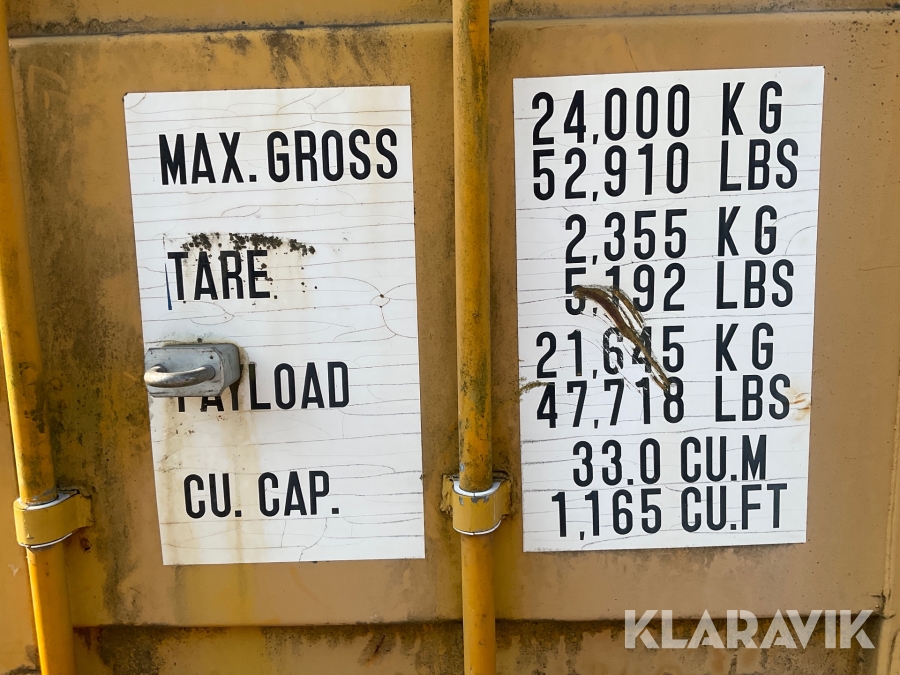 MAX. GROSS
24,000 KG
52,910 LBS
TARE.
2,355 KG
5,192 LBS
PAYLOAD
21,645 KG
47,718 LBS
CU. CAP.
33.0 CU.M
1,165 CU.FT
KLARAVIK